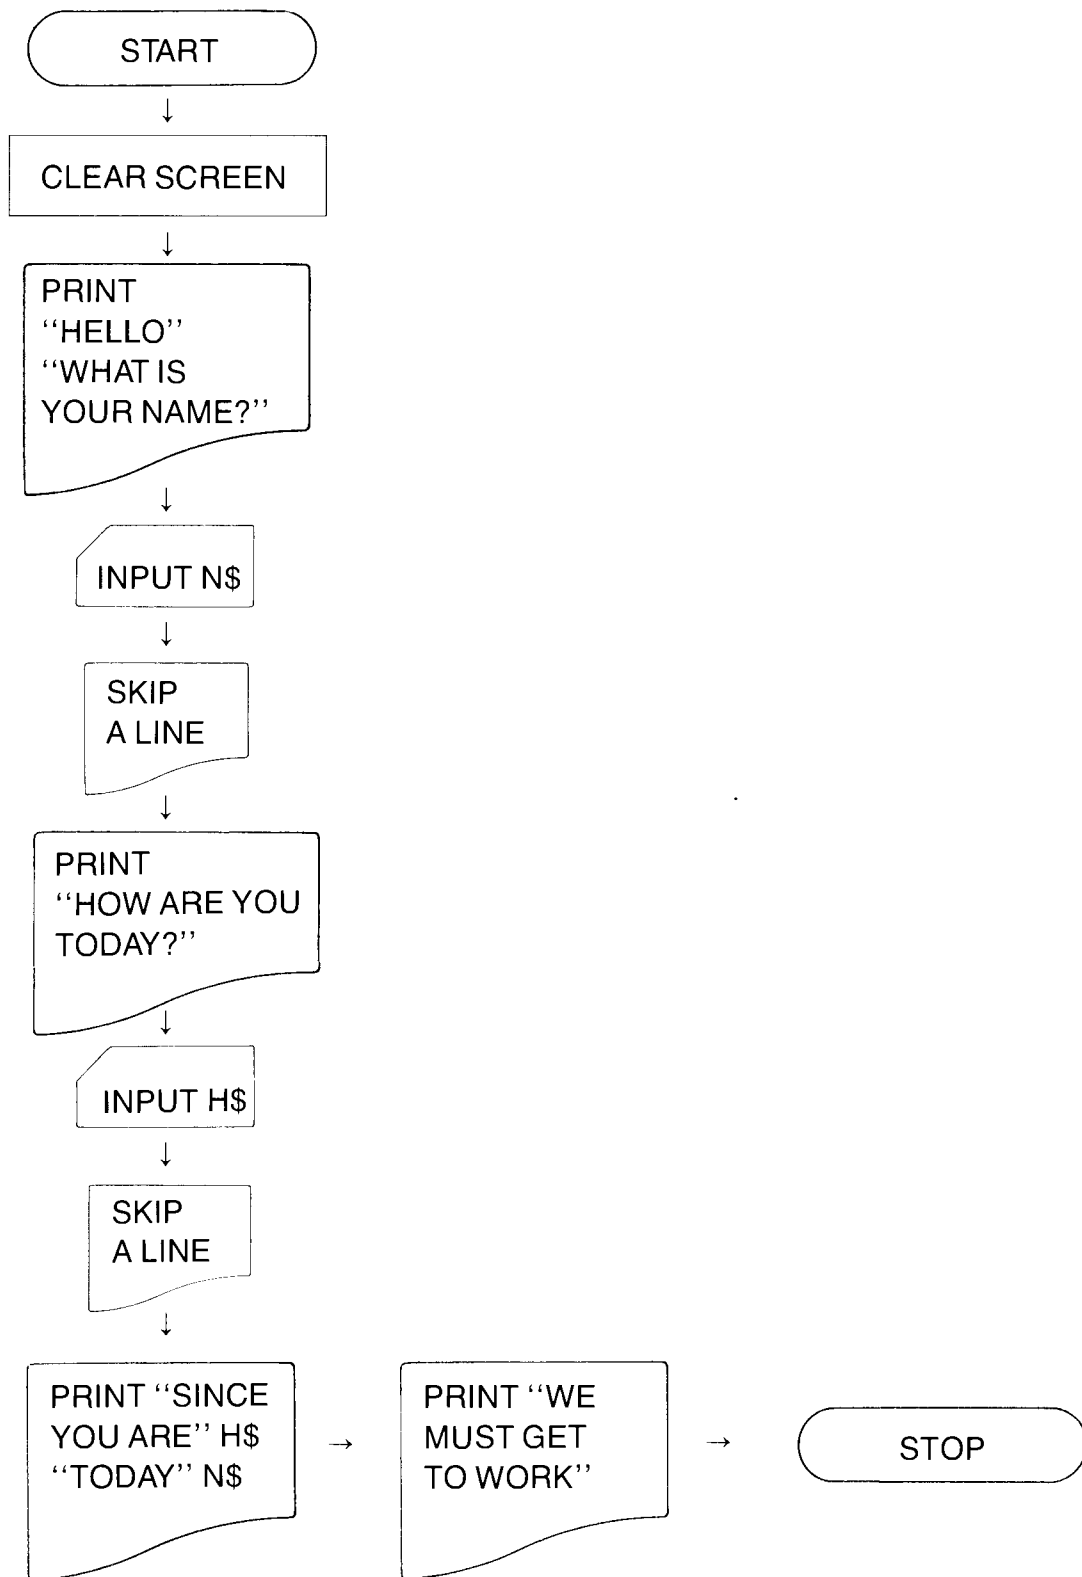 START
CLEAR SCREEN
PRINT
‘‘HELLO’’
‘‘WHAT IS
YOUR NAME?’’
INPUT N$
SKIP
A LINE
PRINT
‘‘HOW ARE YOU
TODAY?’’
INPUT H$
SKIP
A LINE
PRINT ‘‘SINCE
YOU ARE’’ H$
‘‘TODAY’’ N$
PRINT ‘‘WE
MUST GET
TO WORK’’
STOP